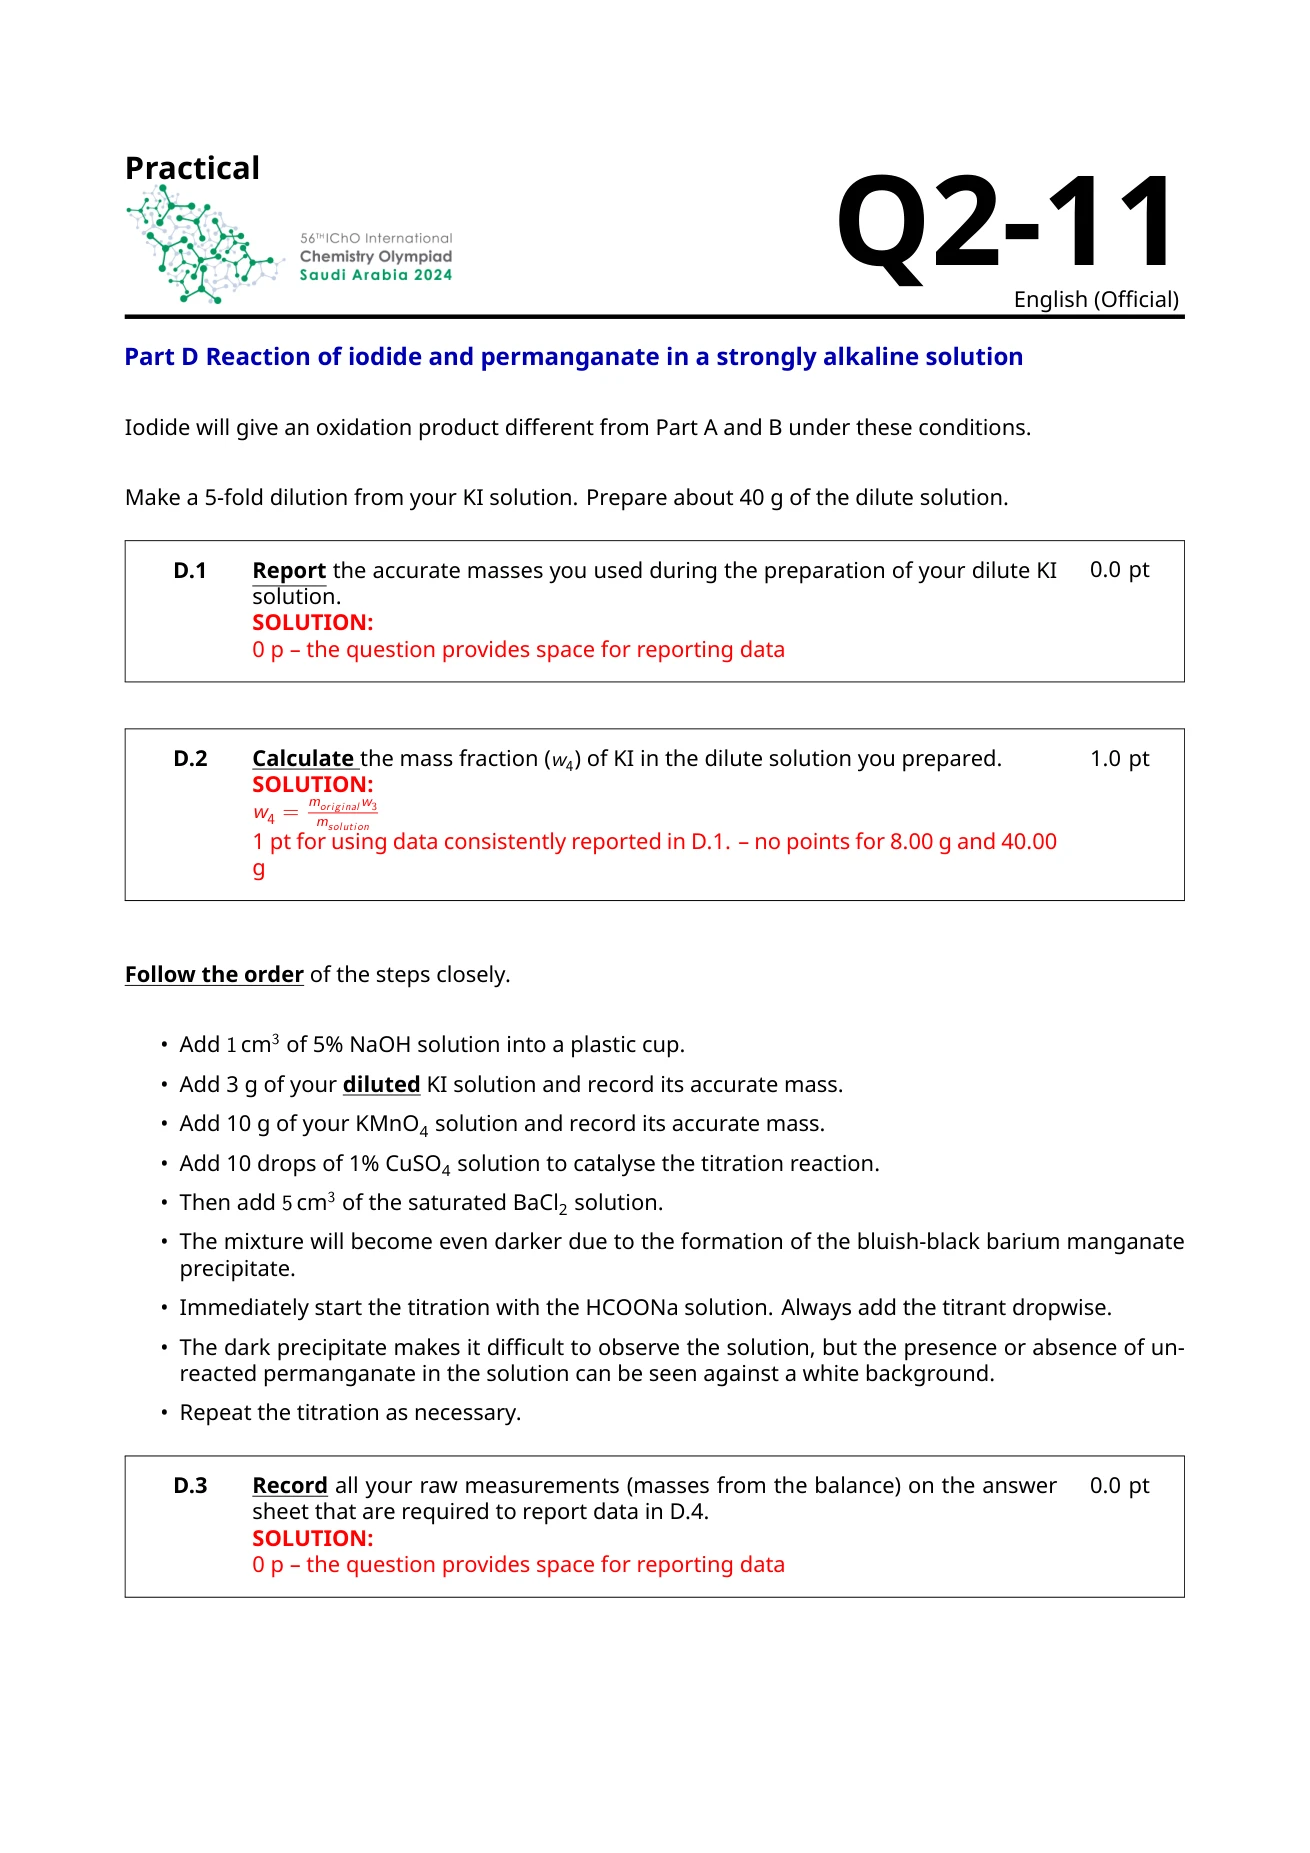 Practical
56ᵀᴴIChO International
Chemistry Olympiad
Saudi Arabia 2024
Q2-11
English (Official)
Part D Reaction of iodide and permanganate in a strongly alkaline solution
Iodide will give an oxidation product different from Part A and B under these conditions.
Make a 5-fold dilution from your KI solution. Prepare about 40 g of the dilute solution.
D.1 Report the accurate masses you used during the preparation of your dilute KI 0.0 pt
solution.
SOLUTION:
0 p – the question provides space for reporting data
D.2 Calculate the mass fraction (w₄) of KI in the dilute solution you prepared. 1.0 pt
SOLUTION:
w₄ = m_original w₃ / m_solution
1 pt for using data consistently reported in D.1. – no points for 8.00 g and 40.00
g
Follow the order of the steps closely.
• Add 1 cm³ of 5% NaOH solution into a plastic cup.
• Add 3 g of your diluted KI solution and record its accurate mass.
• Add 10 g of your KMnO₄ solution and record its accurate mass.
• Add 10 drops of 1% CuSO₄ solution to catalyse the titration reaction.
• Then add 5 cm³ of the saturated BaCl₂ solution.
• The mixture will become even darker due to the formation of the bluish-black barium manganate
precipitate.
• Immediately start the titration with the HCOONa solution. Always add the titrant dropwise.
• The dark precipitate makes it difficult to observe the solution, but the presence or absence of un-
reacted permanganate in the solution can be seen against a white background.
• Repeat the titration as necessary.
D.3 Record all your raw measurements (masses from the balance) on the answer 0.0 pt
sheet that are required to report data in D.4.
SOLUTION:
0 p – the question provides space for reporting data